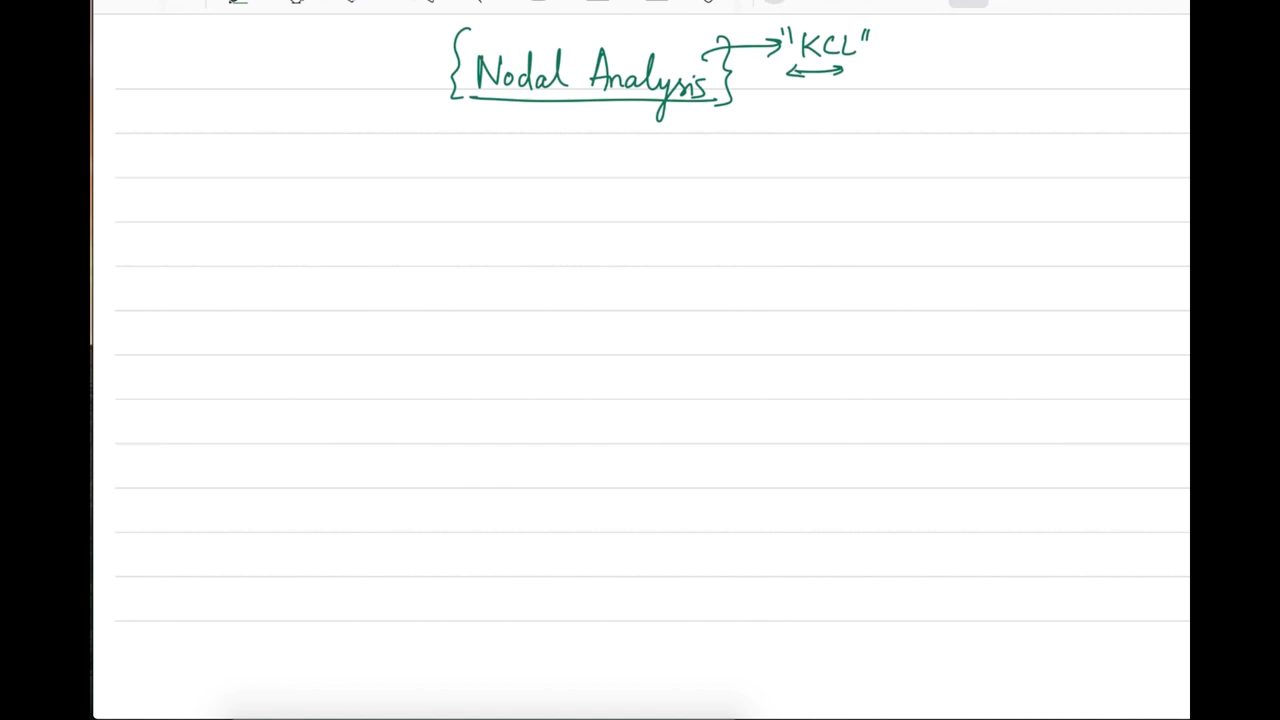 {Nodal Analysis} → "KCL"